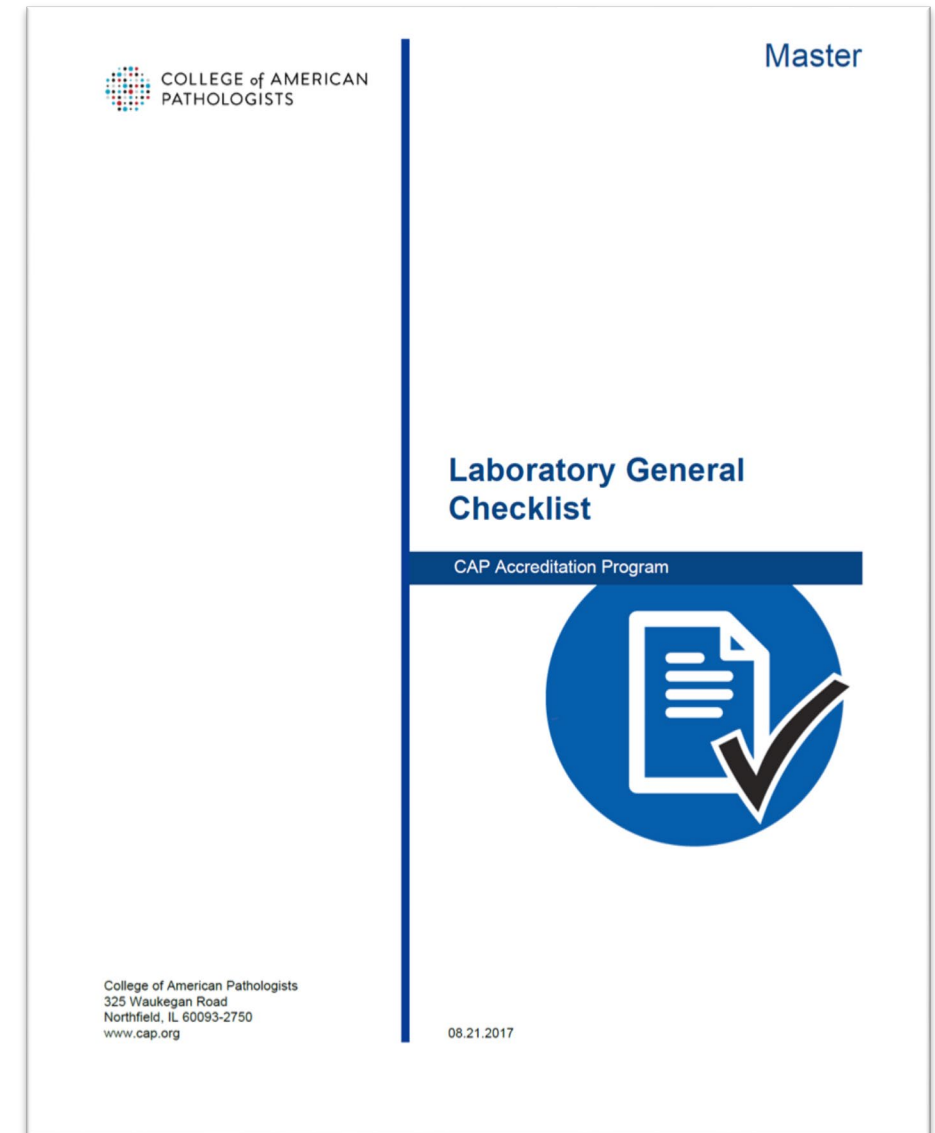 COLLEGE of AMERICAN
PATHOLOGISTS
Master
Laboratory General
Checklist
CAP Accreditation Program
College of American Pathologists
325 Waukegan Road
Northfield, IL 60093-2750
www.cap.org
08.21.2017